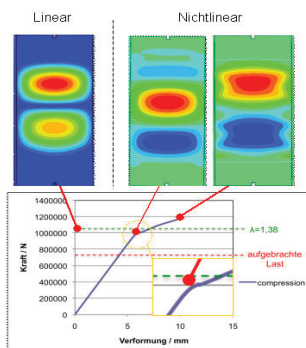 Linear
Nichtlinear
Kraft / N
1400000
1200000
1000000
800000
600000
400000
200000
0
λ=1,38
aufgebrachte
Last
compression
0
5
10
15
Verformung / mm